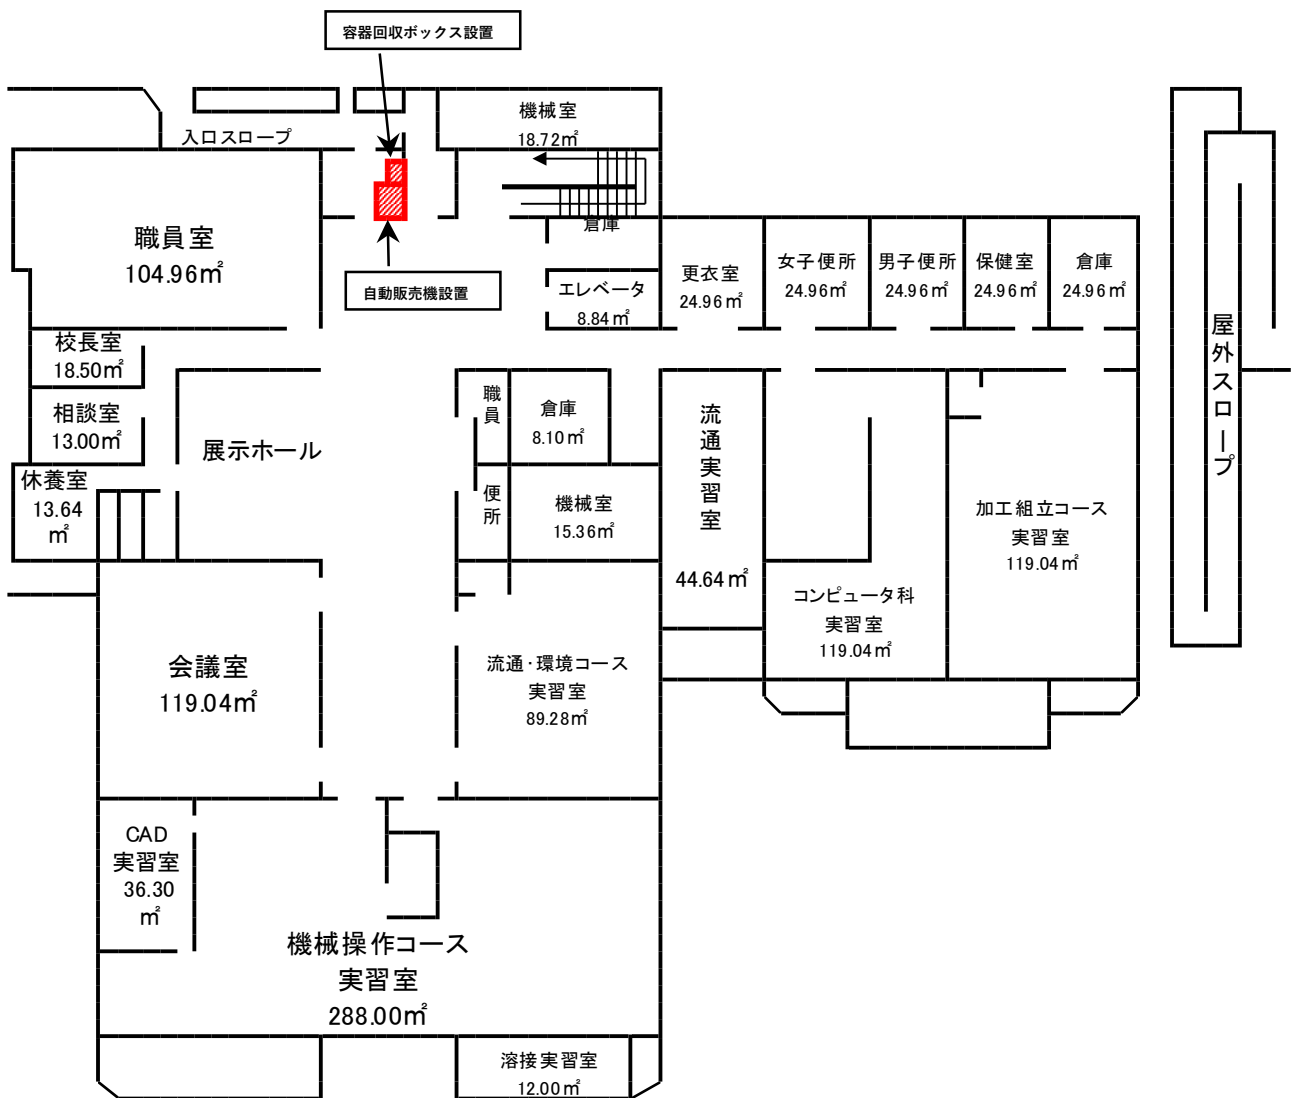 容器回収ボックス設置
機械室
18.72㎡
入口スロープ
職員室
104.96㎡
自動販売機設置
倉庫
エレベータ
8.84㎡
更衣室
24.96㎡
女子便所
24.96㎡
男子便所
24.96㎡
保健室
24.96㎡
倉庫
24.96㎡
屋外スロープ
校長室
18.50㎡
相談室
13.00㎡
休養室
13.64
㎡
展示ホール
職員
便所
倉庫
8.10㎡
機械室
15.36㎡
流通実習室
44.64㎡
コンピュータ科
実習室
119.04㎡
加工組立コース
実習室
119.04㎡
会議室
119.04㎡
流通・環境コース
実習室
89.28㎡
CAD
実習室
36.30
㎡
機械操作コース
実習室
288.00㎡
溶接実習室
12.00㎡